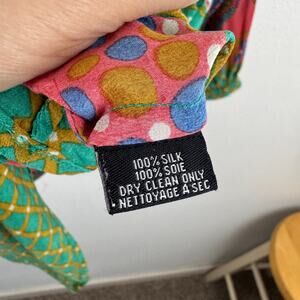 100% SILK
100% SOIE
DRY CLEAN ONLY
NETTOYAGE A SEC